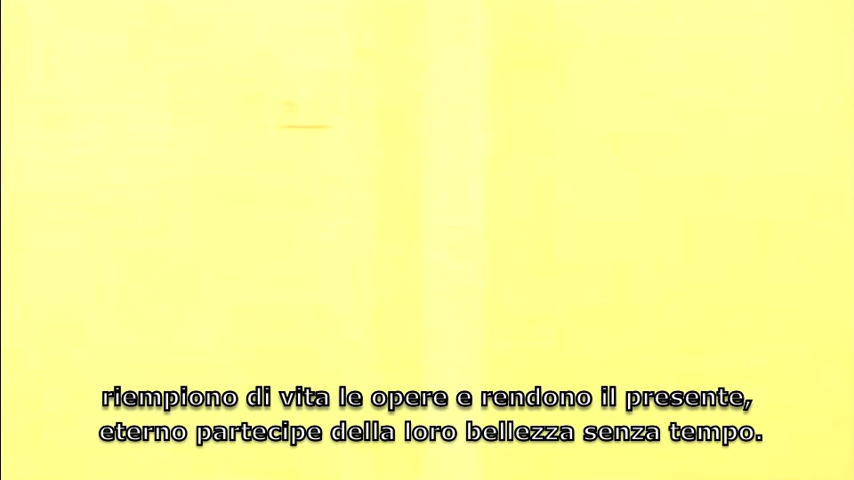 riempiono di vita le opere e rendono il presente,
eterno partecipe della loro bellezza senza tempo.